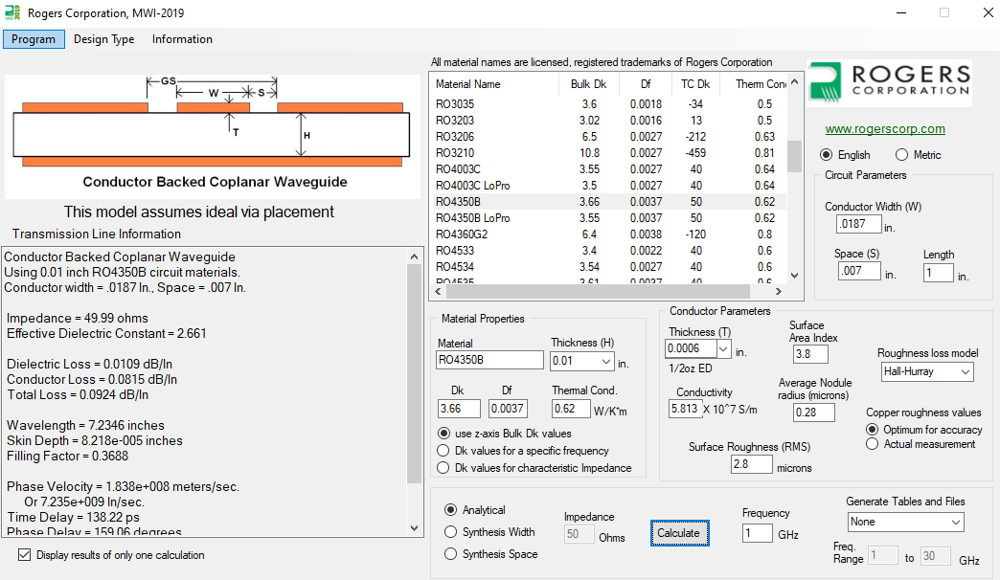 Rogers Corporation, MWI-2019
Program Design Type Information
GS
W
S
T
H
Conductor Backed Coplanar Waveguide
This model assumes ideal via placement
Transmission Line Information
Conductor Backed Coplanar Waveguide
Using 0.01 inch RO4350B circuit materials.
Conductor width = .0187 In., Space = .007 In.
Impedance = 49.99 ohms
Effective Dielectric Constant = 2.661
Dielectric Loss = 0.0109 dB/In
Conductor Loss = 0.0815 dB/In
Total Loss = 0.0924 dB/In
Wavelength = 7.2346 inches
Skin Depth = 8.218e-005 inches
Filling Factor = 0.3688
Phase Velocity = 1.838e+008 meters/sec.
Or 7.235e+009 In/sec.
Time Delay = 138.22 ps
Phase Delay = 159.06 degrees
Display results of only one calculation
All material names are licensed, registered trademarks of Rogers Corporation
Material Name Bulk Dk Df TC Dk Therm Con
RO3035 3.6 0.0018 -34 0.5
RO3203 3.02 0.0016 13 0.5
RO3206 6.5 0.0027 -212 0.63
RO3210 10.8 0.0027 -459 0.81
RO4003C 3.55 0.0027 40 0.64
RO4003C LoPro 3.5 0.0027 40 0.64
RO4350B 3.66 0.0037 50 0.62
RO4350B LoPro 3.55 0.0037 50 0.62
RO4360G2 6.4 0.0038 -120 0.8
RO4533 3.4 0.0022 40 0.6
RO4534 3.54 0.0027 40 0.6
RO4535 3.61 0.0037 40 0.6
ROGERS
CORPORATION
www.rogerscorp.com
English Metric
Circuit Parameters
Conductor Width (W)
.0187 in.
Space (S) Length
.007 in. 1 in.
Material Properties
Material Thickness (H)
RO4350B 0.01 in.
Dk Df Thermal Cond.
3.66 0.0037 0.62 W/K*m
use z-axis Bulk Dk values
Dk values for a specific frequency
Dk values for characteristic Impedance
Conductor Parameters
Thickness (T)
0.0006 in.
1/2oz ED
Surface
Area Index
3.8
Roughness loss model
Hall-Hurray
Conductivity
5.813 X 10^7 S/m
Average Nodule
radius (microns)
0.28
Copper roughness values
Optimum for accuracy
Actual measurement
Surface Roughness (RMS)
2.8 microns
Analytical
Synthesis Width
Synthesis Space
Impedance
50 Ohms
Calculate
Frequency
1 GHz
Generate Tables and Files
None
Freq.
Range 1 to 30 GHz